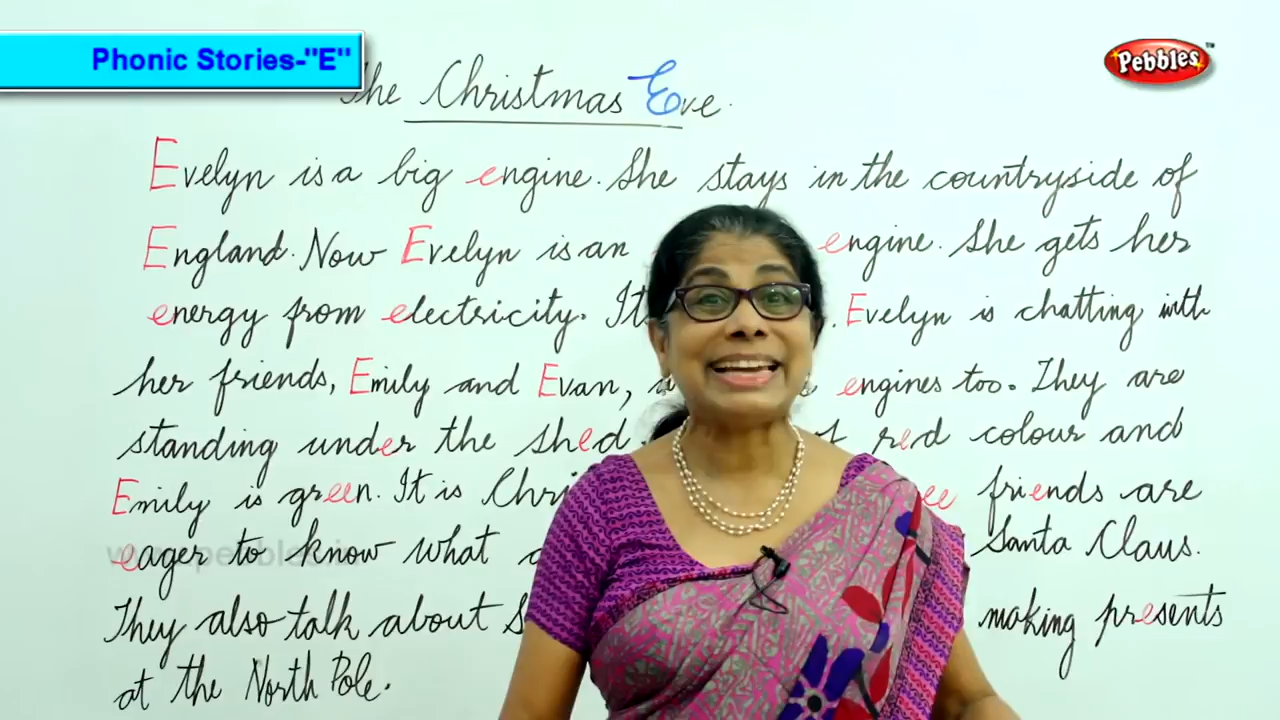 Phonic Stories-"E"
Pebbles™
The Christmas Eve.
Evelyn is a big engine. She stays in the countryside of
England. Now Evelyn is an engine. She gets her
energy from electricity. It . Evelyn is chatting with
her friends, Emily and Evan, engines too. They are
standing under the shed. red colour and
Emily is green. It is friends are
eager to know what Santa Claus.
www.pebbles.in
They also talk about making presents
at the North Pole.